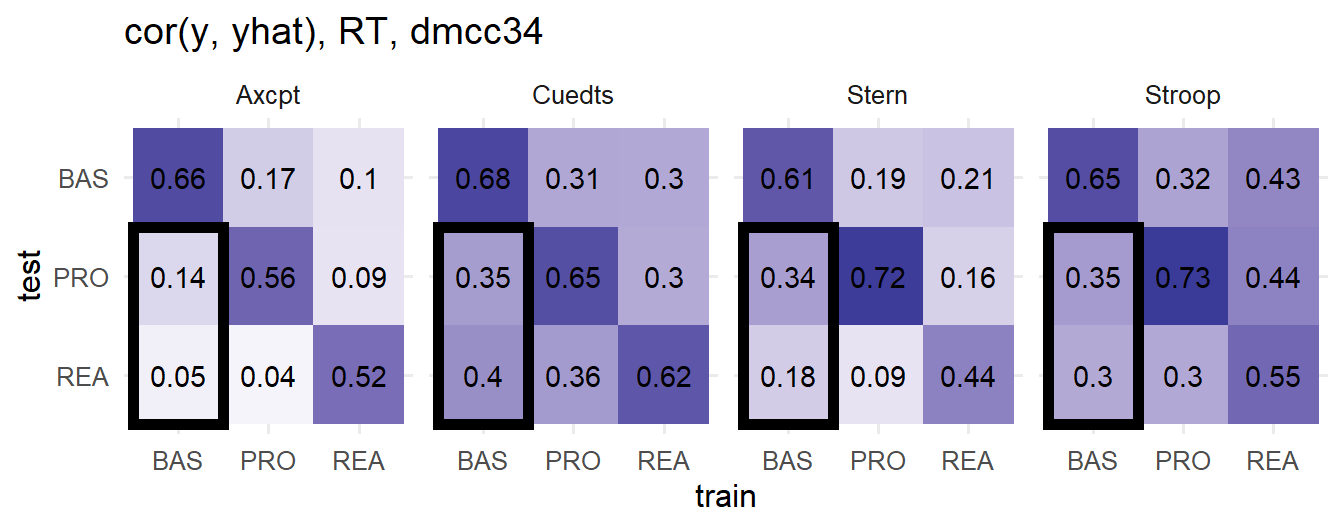 cor(y, yhat), RT, dmcc34
Axcpt Cuedts Stern Stroop
BAS 0.66 0.17 0.1 0.68 0.31 0.3 0.61 0.19 0.21 0.65 0.32 0.43
test
PRO 0.14 0.56 0.09 0.35 0.65 0.3 0.34 0.72 0.16 0.35 0.73 0.44
REA 0.05 0.04 0.52 0.4 0.36 0.62 0.18 0.09 0.44 0.3 0.3 0.55
BAS PRO REA BAS PRO REA BAS PRO REA BAS PRO REA
train